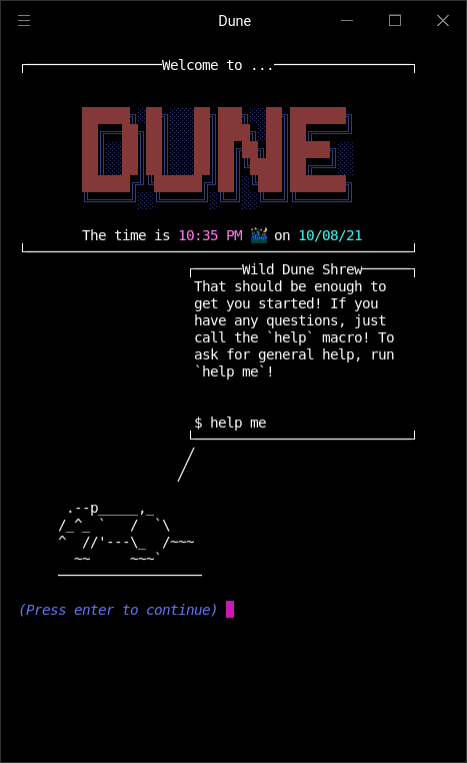 Dune
Welcome to ...
DUNE
The time is 10:35 PM 🌃 on 10/08/21
Wild Dune Shrew
That should be enough to
get you started! If you
have any questions, just
call the `help` macro! To
ask for general help, run
`help me`!
$ help me
(Press enter to continue)